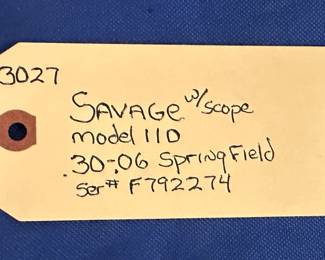 3027
SAVAGE w/scope
model 110
.30-06 Springfield
Ser# F792274